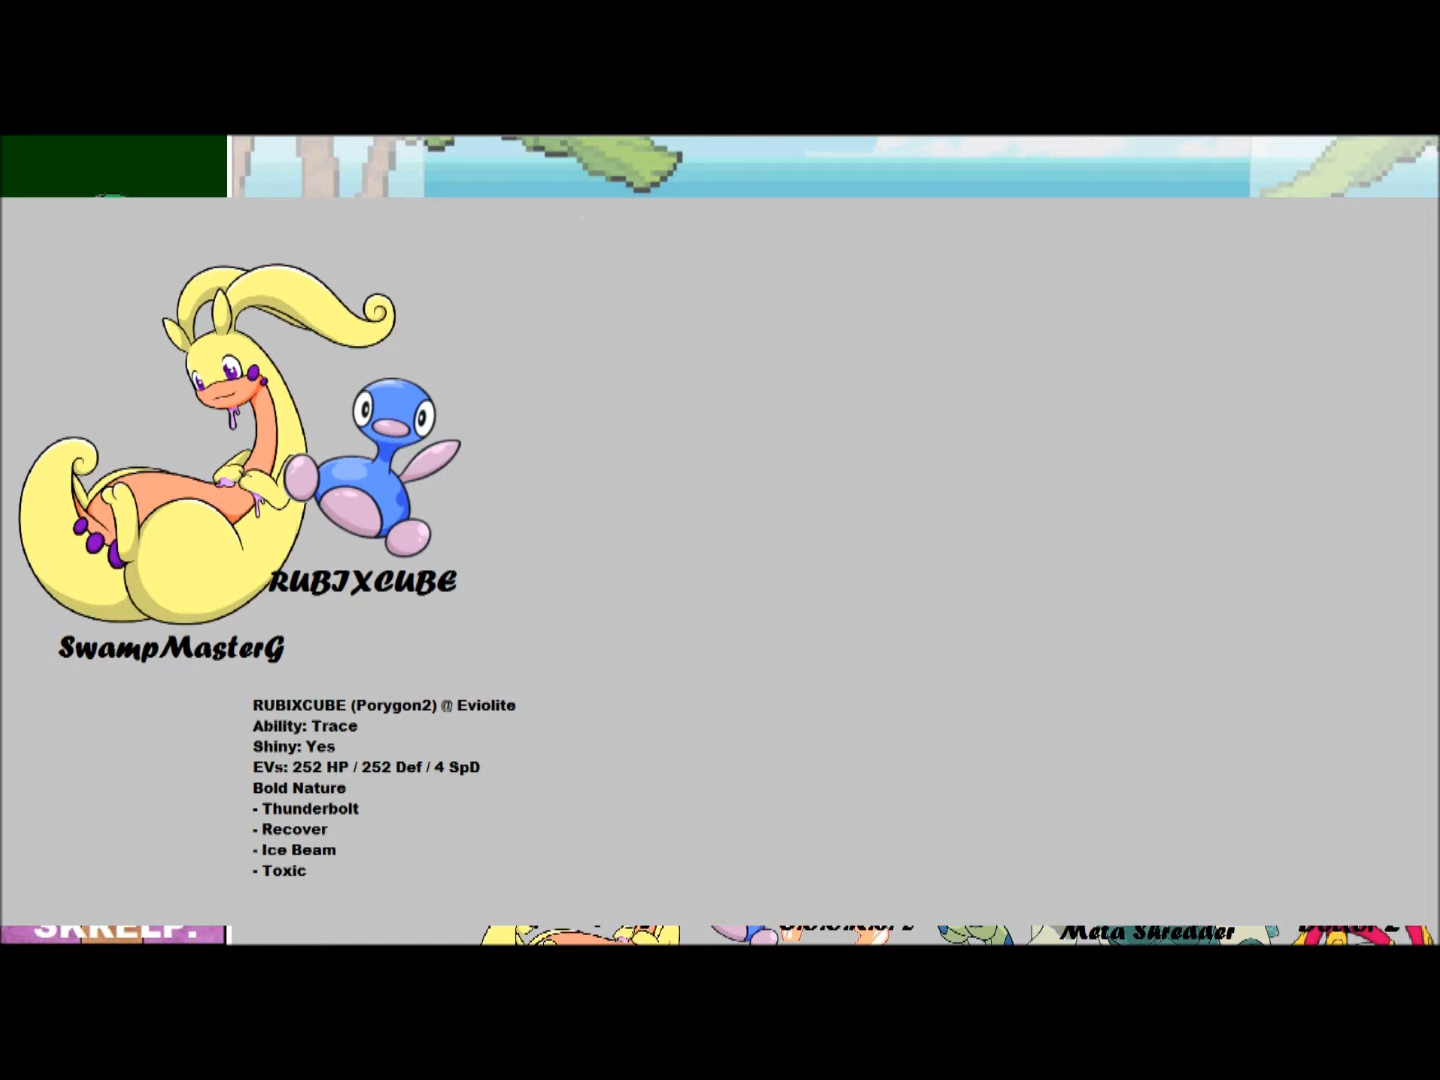 RUBIXCUBE
SwampMasterG
RUBIXCUBE (Porygon2) @ Eviolite
Ability: Trace
Shiny: Yes
EVs: 252 HP / 252 Def / 4 SpD
Bold Nature
- Thunderbolt
- Recover
- Ice Beam
- Toxic
SKRELP.
Meta Shredder